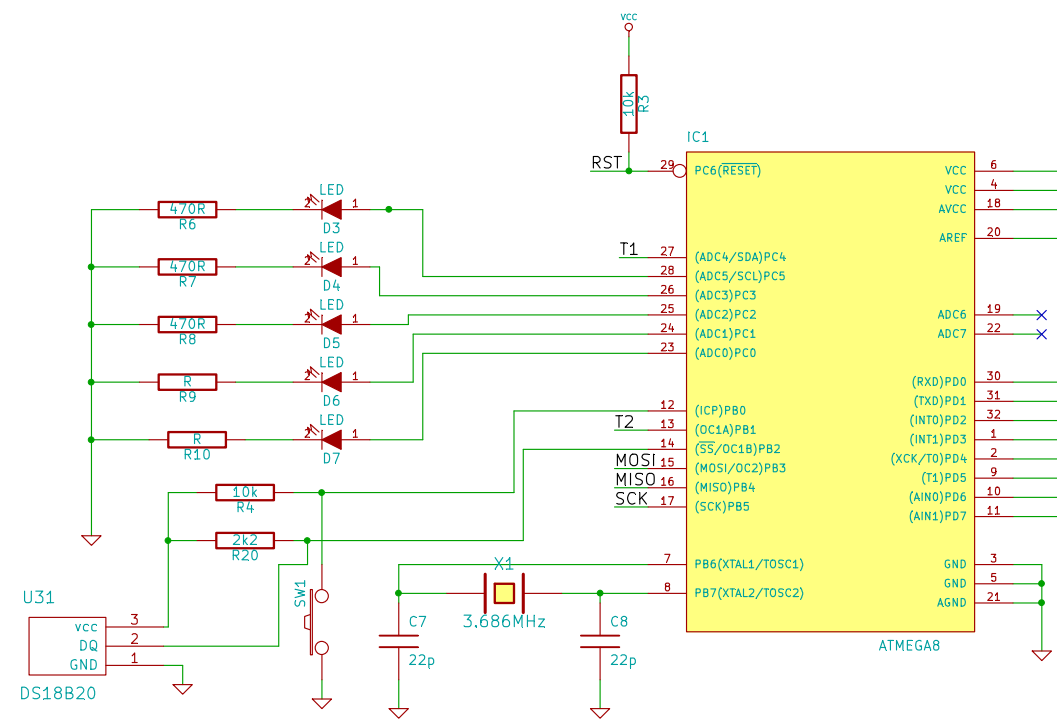 VCC
10k
R3
IC1
RST
29
PC6(RESET)
VCC
6
VCC
4
AVCC
18
AREF
20
LED
470R
2
1
R6
D3
LED
470R
2
1
R7
D4
LED
470R
2
1
R8
D5
LED
R
2
1
R9
D6
LED
R
2
1
R10
D7
T1
27
(ADC4/SDA)PC4
28
(ADC5/SCL)PC5
26
(ADC3)PC3
25
(ADC2)PC2
24
(ADC1)PC1
23
(ADC0)PC0
ADC6
19
ADC7
22
12
(ICP)PB0
T2
13
(OC1A)PB1
14
(SS/OC1B)PB2
MOSI
15
(MOSI/OC2)PB3
MISO
16
(MISO)PB4
SCK
17
(SCK)PB5
(RXD)PD0
30
(TXD)PD1
31
(INT0)PD2
32
(INT1)PD3
1
(XCK/T0)PD4
2
(T1)PD5
9
(AIN0)PD6
10
(AIN1)PD7
11
10k
R4
2k2
R20
7
PB6(XTAL1/TOSC1)
8
PB7(XTAL2/TOSC2)
GND
3
GND
5
AGND
21
X1
3,686MHz
SW1
C7
22p
C8
22p
ATMEGA8
U31
vcc
3
DQ
2
GND
1
DS18B20